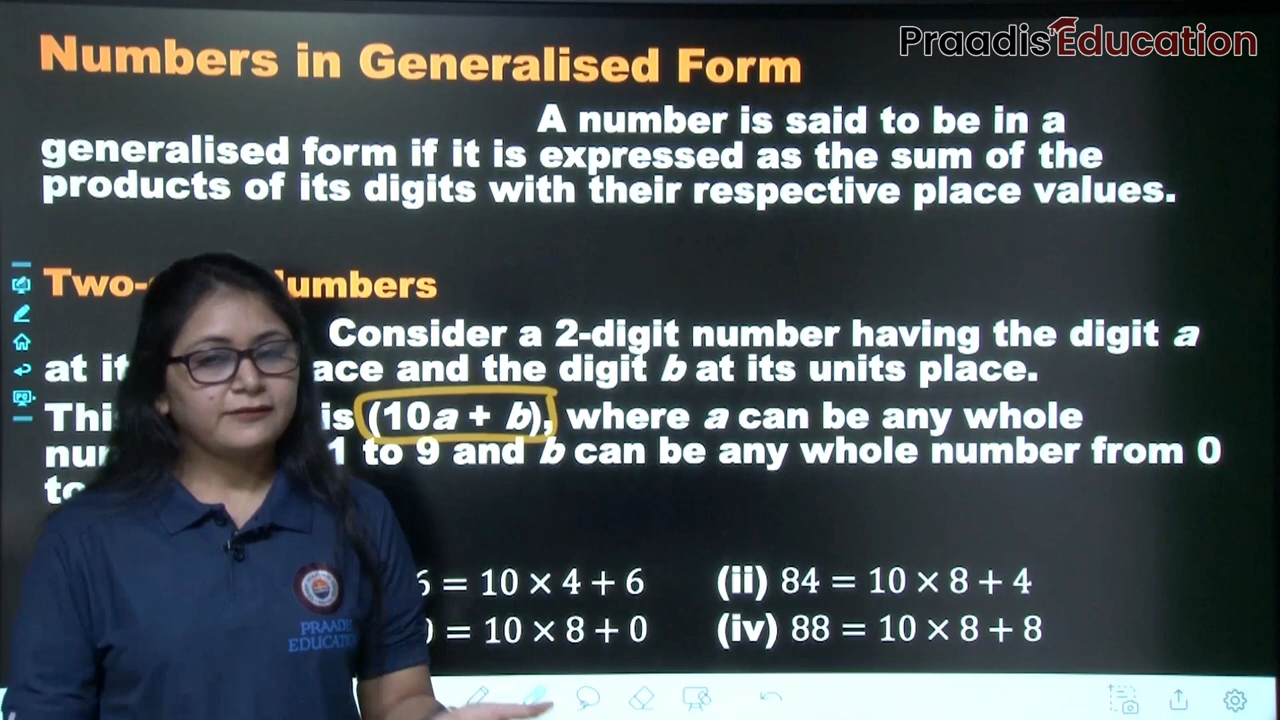 Praadis Education
Numbers in Generalised Form
A number is said to be in a
generalised form if it is expressed as the sum of the
products of its digits with their respective place values.
Two- umbers
Consider a 2-digit number having the digit a
at it ace and the digit b at its units place.
Thi is (10a + b), where a can be any whole
nu 1 to 9 and b can be any whole number from 0
to
6 = 10 × 4 + 6 (ii) 84 = 10 × 8 + 4
0 = 10 × 8 + 0 (iv) 88 = 10 × 8 + 8
PRAADIS
EDUCATION